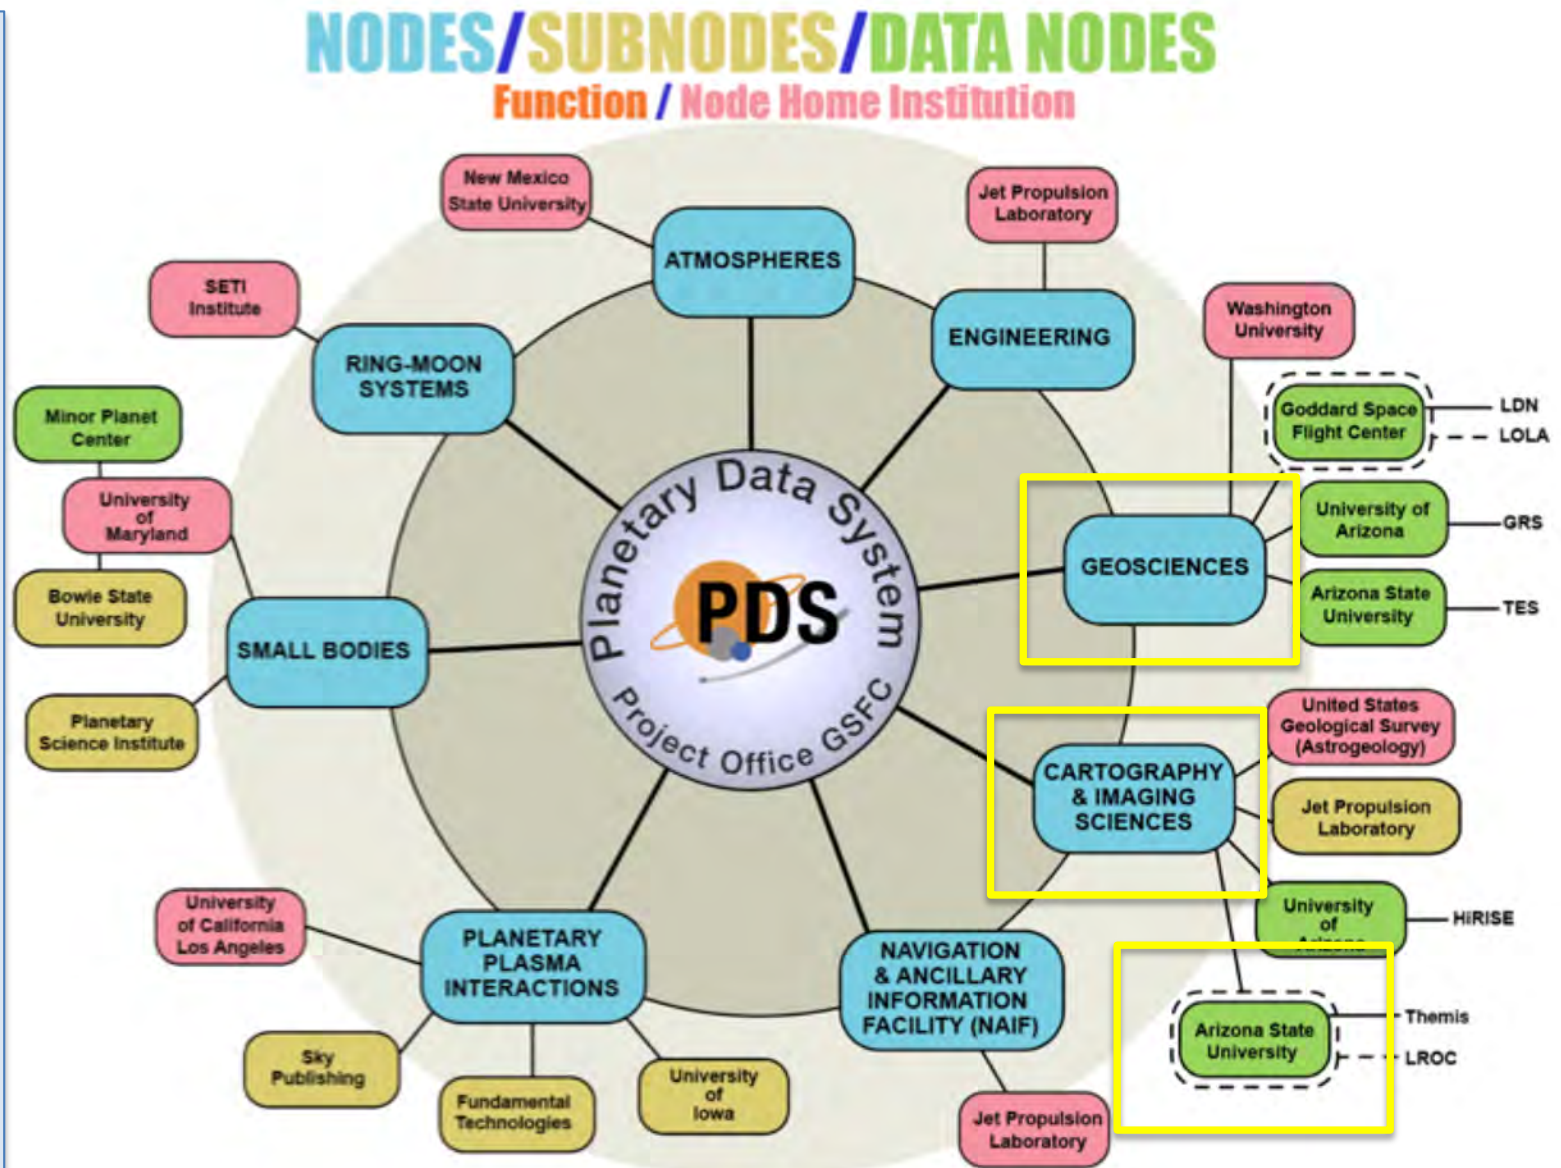 NODES/SUBNODES/DATA NODES
Function / Node Home Institution
New Mexico
State University
Jet Propulsion
Laboratory
ATMOSPHERES
SETI
Institute
ENGINEERING
Washington
University
RING-MOON
SYSTEMS
Goddard Space
Flight Center
LDN
LOLA
Minor Planet
Center
University
of
Maryland
Bowie State
University
University of
Arizona
GRS
GEOSCIENCES
Arizona State
University
TES
Planetary Data System
PDS
Project Office GSFC
SMALL BODIES
Planetary
Science Institute
United States
Geological Survey
(Astrogeology)
CARTOGRAPHY
& IMAGING
SCIENCES
Jet Propulsion
Laboratory
University
of
Arizona
HiRISE
University
of California
Los Angeles
PLANETARY
PLASMA
INTERACTIONS
NAVIGATION
& ANCILLARY
INFORMATION
FACILITY (NAIF)
Arizona State
University
Themis
LROC
Sky
Publishing
Fundamental
Technologies
University
of
Iowa
Jet Propulsion
Laboratory